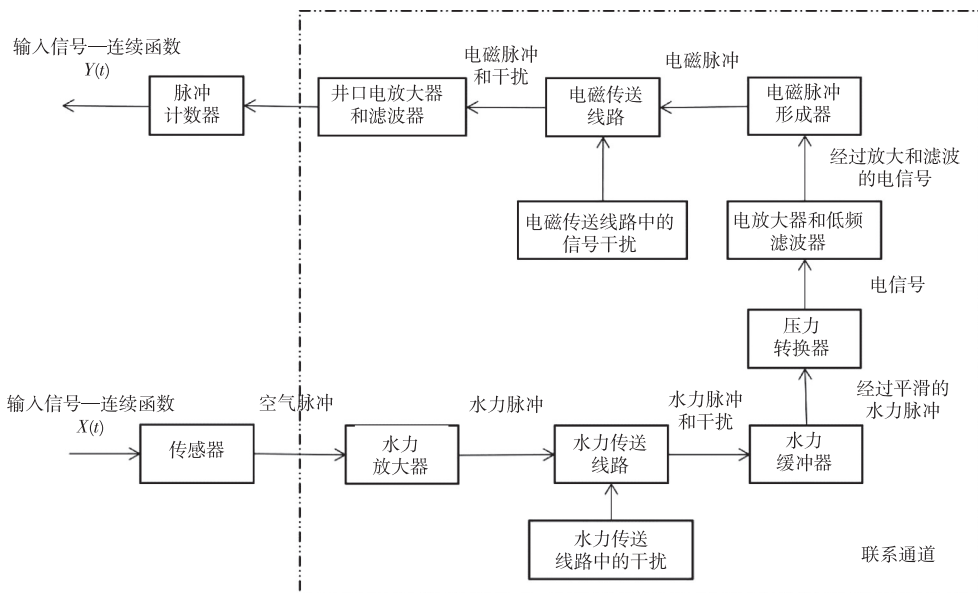 输入信号—连续函数
Y(t)
脉冲
计数器
井口电放大器
和滤波器
电磁脉冲
和干扰
电磁传送
线路
电磁脉冲
电磁脉冲
形成器
经过放大和滤波
的电信号
电磁传送线路中的
信号干扰
电放大器和低频
滤波器
电信号
压力
转换器
输入信号—连续函数
X(t)
传感器
空气脉冲
水力
放大器
水力脉冲
水力传送
线路
水力脉冲
和干扰
水力
缓冲器
经过平滑的
水力脉冲
水力传送
线路中的干扰
联系通道